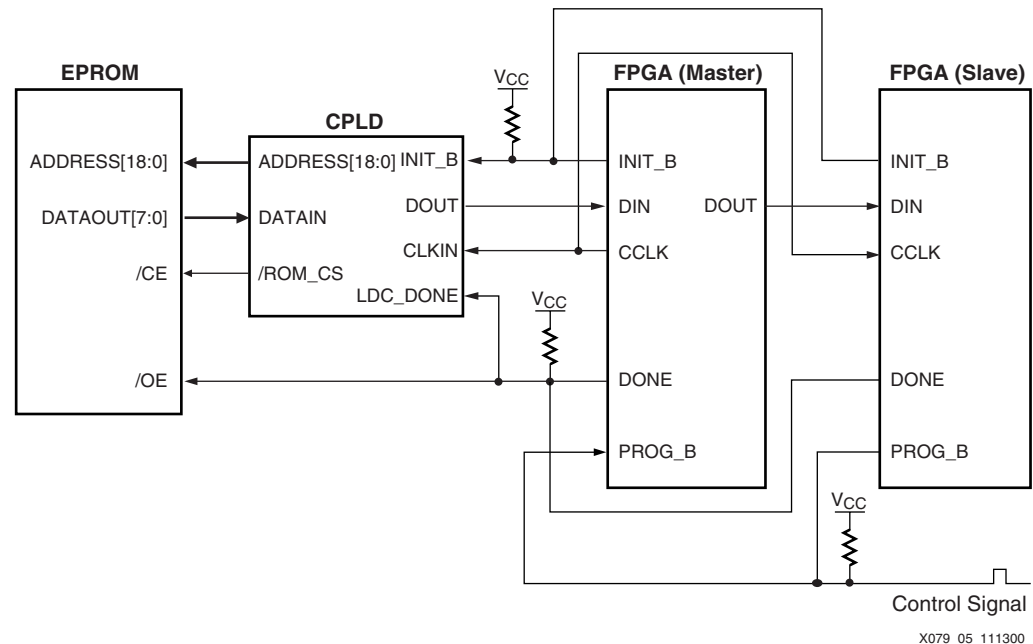 EPROM
ADDRESS[18:0]
DATAOUT[7:0]
/CE
/OE
CPLD
ADDRESS[18:0] INIT_B
DOUT
DATAIN
CLKIN
/ROM_CS
LDC_DONE
VCC
VCC
FPGA (Master)
INIT_B
DIN DOUT
CCLK
DONE
PROG_B
FPGA (Slave)
INIT_B
DIN
CCLK
DONE
PROG_B
VCC
Control Signal
X079_05_111300